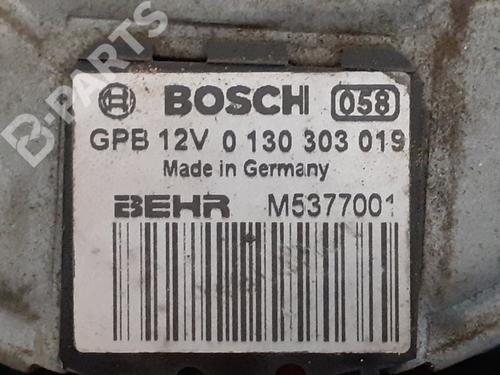 B-PARTS
BOSCH 058
GPB 12V 0 130 303 019
Made in Germany
BEHR M5377001